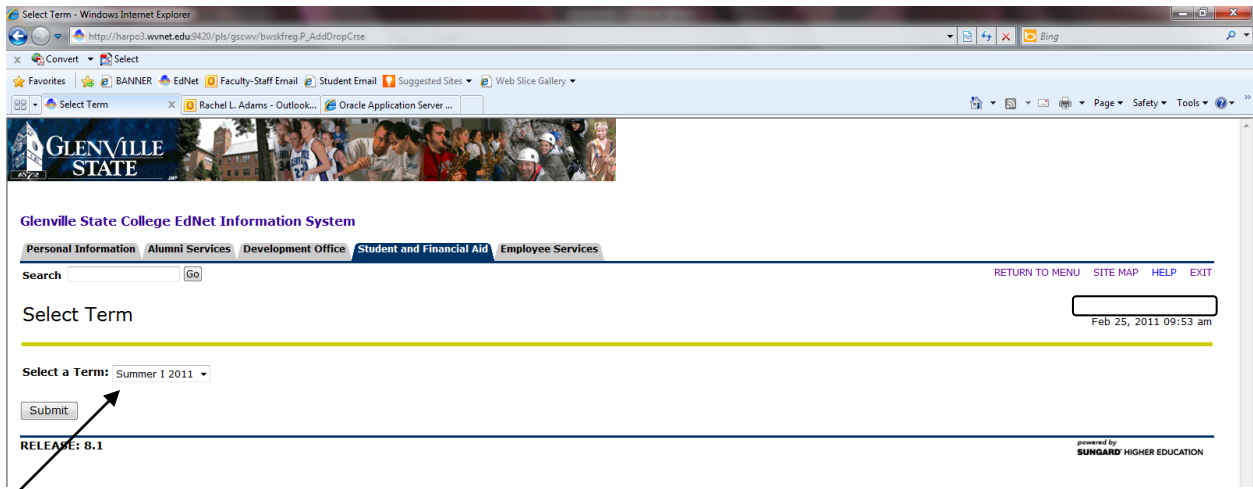 Select Term - Windows Internet Explorer
http://harpo3.wvnet.edu:9420/pls/gscwv/bwskfreg.P_AddDropCrse
Bing
x Convert Select
Favorites BANNER EdNet Faculty-Staff Email Student Email Suggested Sites Web Slice Gallery
Select Term x Rachel L. Adams - Outlook... Oracle Application Server ... Page Safety Tools »
GLENVILLE
STATE
1872
Glenville State College EdNet Information System
Personal Information Alumni Services Development Office Student and Financial Aid Employee Services
Search Go RETURN TO MENU SITE MAP HELP EXIT
Select Term
Feb 25, 2011 09:53 am
Select a Term: Summer I 2011
Submit
RELEASE: 8.1
powered by
SUNGARD® HIGHER EDUCATION